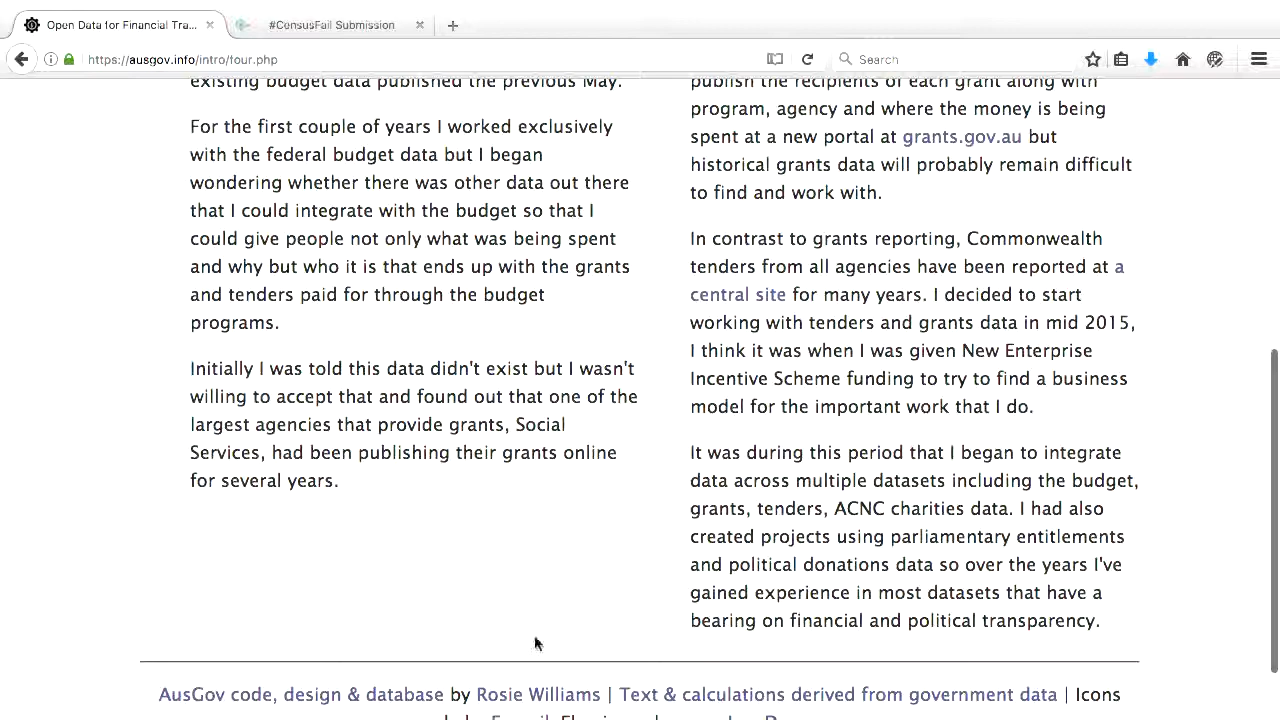 Open Data for Financial Tra...
#CensusFail Submission
https://ausgov.info/intro/tour.php
Search
existing budget data published the previous May.
For the first couple of years I worked exclusively
with the federal budget data but I began
wondering whether there was other data out there
that I could integrate with the budget so that I
could give people not only what was being spent
and why but who it is that ends up with the grants
and tenders paid for through the budget
programs.
Initially I was told this data didn't exist but I wasn't
willing to accept that and found out that one of the
largest agencies that provide grants, Social
Services, had been publishing their grants online
for several years.
publish the recipients of each grant along with
program, agency and where the money is being
spent at a new portal at grants.gov.au but
historical grants data will probably remain difficult
to find and work with.
In contrast to grants reporting, Commonwealth
tenders from all agencies have been reported at a
central site for many years. I decided to start
working with tenders and grants data in mid 2015,
I think it was when I was given New Enterprise
Incentive Scheme funding to try to find a business
model for the important work that I do.
It was during this period that I began to integrate
data across multiple datasets including the budget,
grants, tenders, ACNC charities data. I had also
created projects using parliamentary entitlements
and political donations data so over the years I've
gained experience in most datasets that have a
bearing on financial and political transparency.
AusGov code, design & database by Rosie Williams | Text & calculations derived from government data | Icons